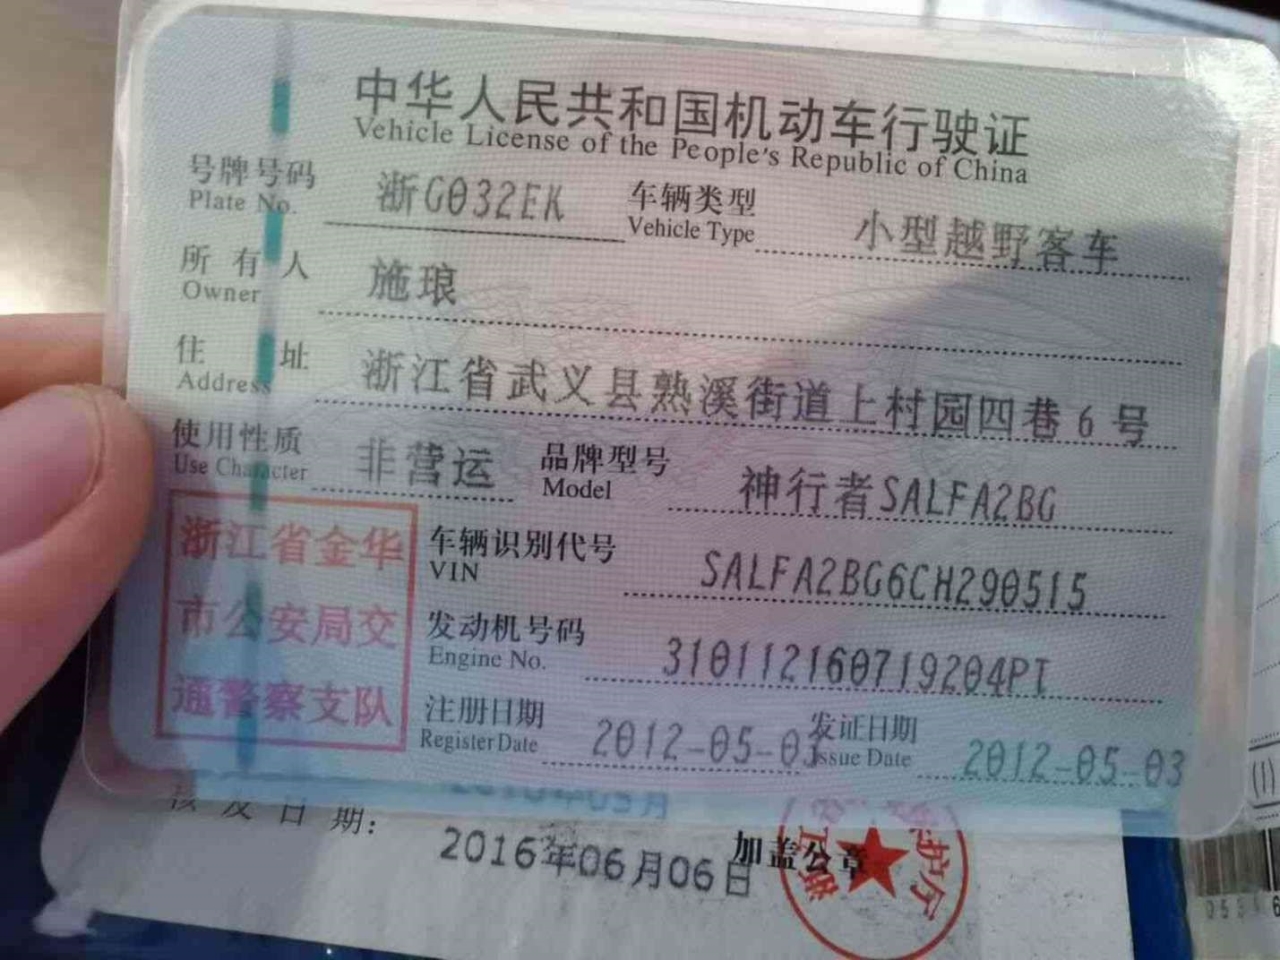 中华人民共和国机动车行驶证
Vehicle License of the People's Republic of China
号牌号码 浙G032EK 车辆类型 小型越野客车
Plate No. Vehicle Type
所有人 施琅
Owner
住址 浙江省武义县熟溪街道上村园四巷6号
Address
使用性质 非营运 品牌型号 神行者SALFA2BG
Use Character Model
浙江省金华
市公安局交
通警察支队
车辆识别代号 SALFA2BG6CH290515
VIN
发动机号码 310112160719204PT
Engine No.
注册日期 2012-05-03 发证日期 2012-05-03
Register Date Issue Date
核发日期:
2016年06月06日
加盖公章
护厅
(1)